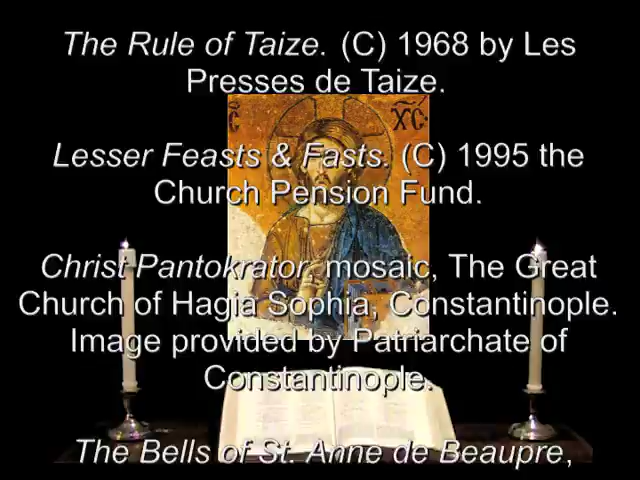 The Rule of Taize. (C) 1968 by Les
Presses de Taize.
Lesser Feasts & Fasts. (C) 1995 the
Church Pension Fund.
Christ Pantokrator, mosaic, The Great
Church of Hagia Sophia, Constantinople.
Image provided by Patriarchate of
Constantinople.
The Bells of St. Anne de Beaupre,